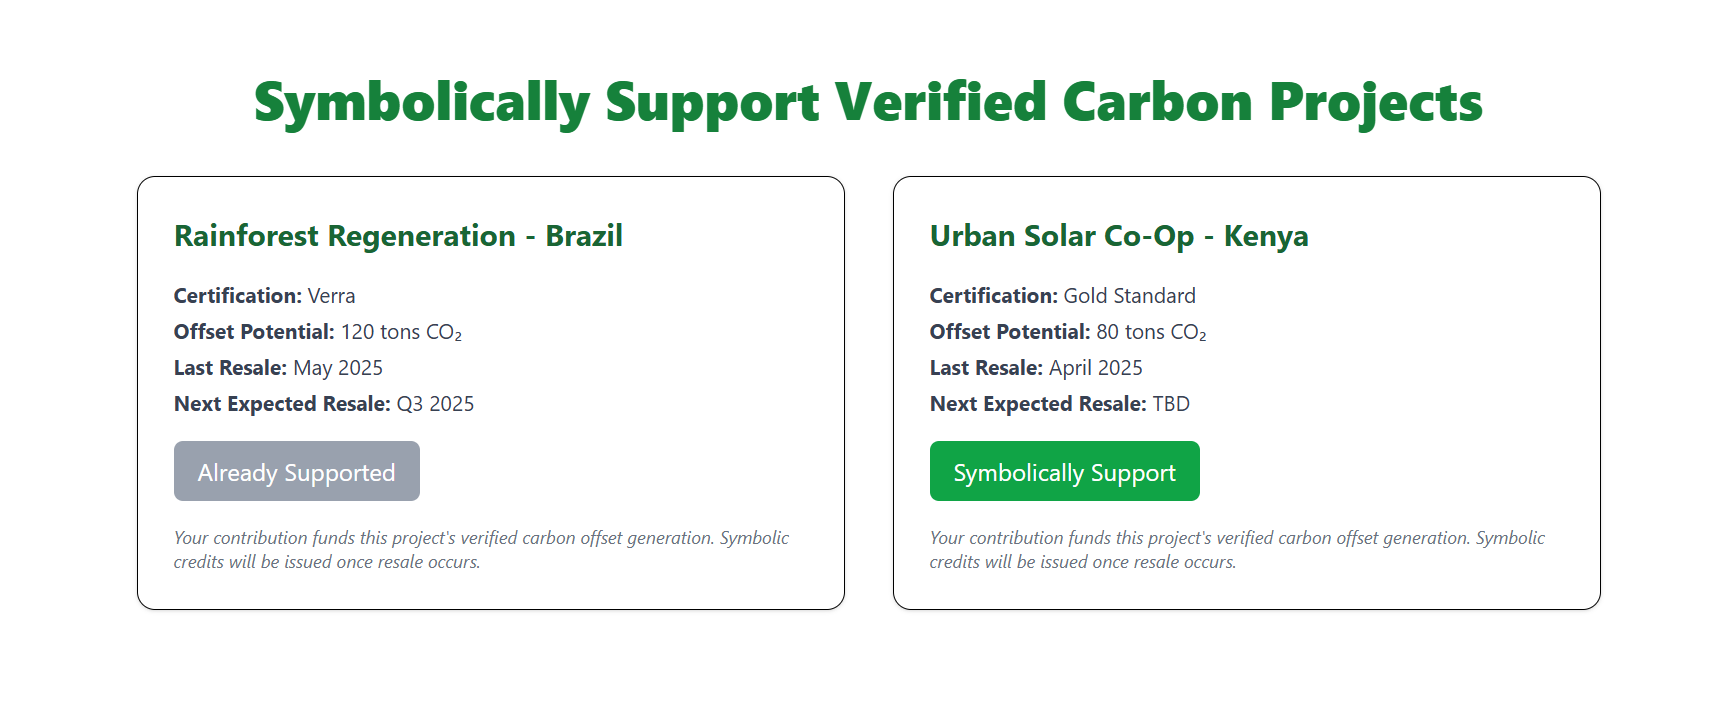 Symbolically Support Verified Carbon Projects
Rainforest Regeneration - Brazil
Certification: Verra
Offset Potential: 120 tons CO₂
Last Resale: May 2025
Next Expected Resale: Q3 2025
Already Supported
Your contribution funds this project's verified carbon offset generation. Symbolic
credits will be issued once resale occurs.
Urban Solar Co-Op - Kenya
Certification: Gold Standard
Offset Potential: 80 tons CO₂
Last Resale: April 2025
Next Expected Resale: TBD
Symbolically Support
Your contribution funds this project's verified carbon offset generation. Symbolic
credits will be issued once resale occurs.